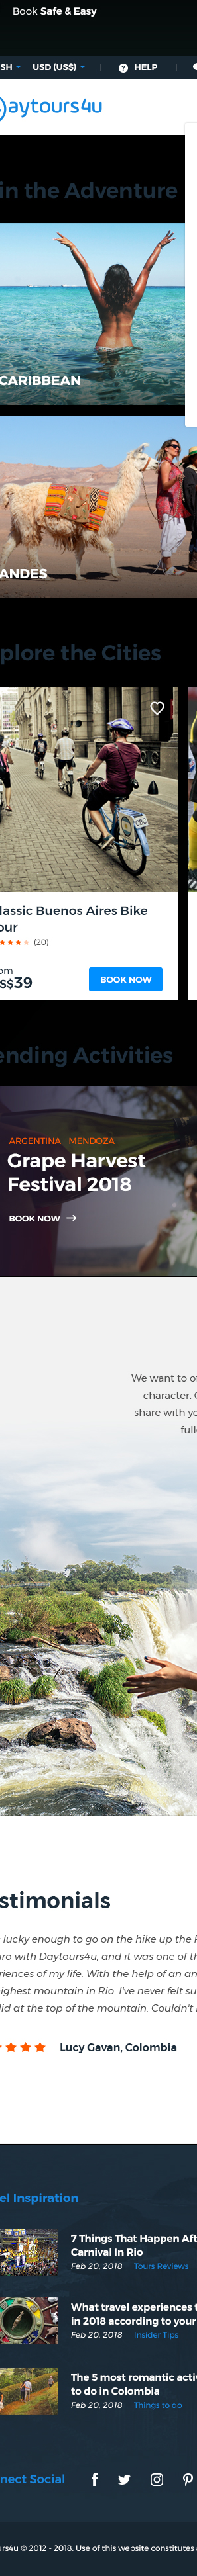 Book Safe & Easy
SH
USD (US$)
HELP
aytours4u
in the Adventure
CARIBBEAN
ANDES
plore the Cities
lassic Buenos Aires Bike
our
(20)
om
S$39
BOOK NOW
ending Activities
ARGENTINA - MENDOZA
Grape Harvest
Festival 2018
BOOK NOW
We want to o
character.
share with yo
full
stimonials
lucky enough to go on the hike up the
iro with Daytours4u, and it was one of th
riences of my life. With the help of an an
ighest mountain in Rio. I've never felt su
did at the top of the mountain. Couldn't
Lucy Gavan, Colombia
el Inspiration
7 Things That Happen Aft
Carnival In Rio
Feb 20, 2018 Tours Reviews
What travel experiences t
in 2018 according to your
Feb 20, 2018 Insider Tips
The 5 most romantic activ
to do in Colombia
Feb 20, 2018 Things to do
nect Social
urs4u © 2012 - 2018. Use of this website constitutes